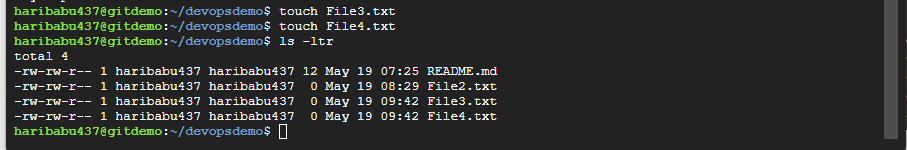 haribabu437@gitdemo:~/devopsdemo$ touch File3.txt
haribabu437@gitdemo:~/devopsdemo$ touch File4.txt
haribabu437@gitdemo:~/devopsdemo$ ls -ltr
total 4
-rw-rw-r-- 1 haribabu437 haribabu437 12 May 19 07:25 README.md
-rw-rw-r-- 1 haribabu437 haribabu437  0 May 19 08:29 File2.txt
-rw-rw-r-- 1 haribabu437 haribabu437  0 May 19 09:42 File3.txt
-rw-rw-r-- 1 haribabu437 haribabu437  0 May 19 09:42 File4.txt
haribabu437@gitdemo:~/devopsdemo$